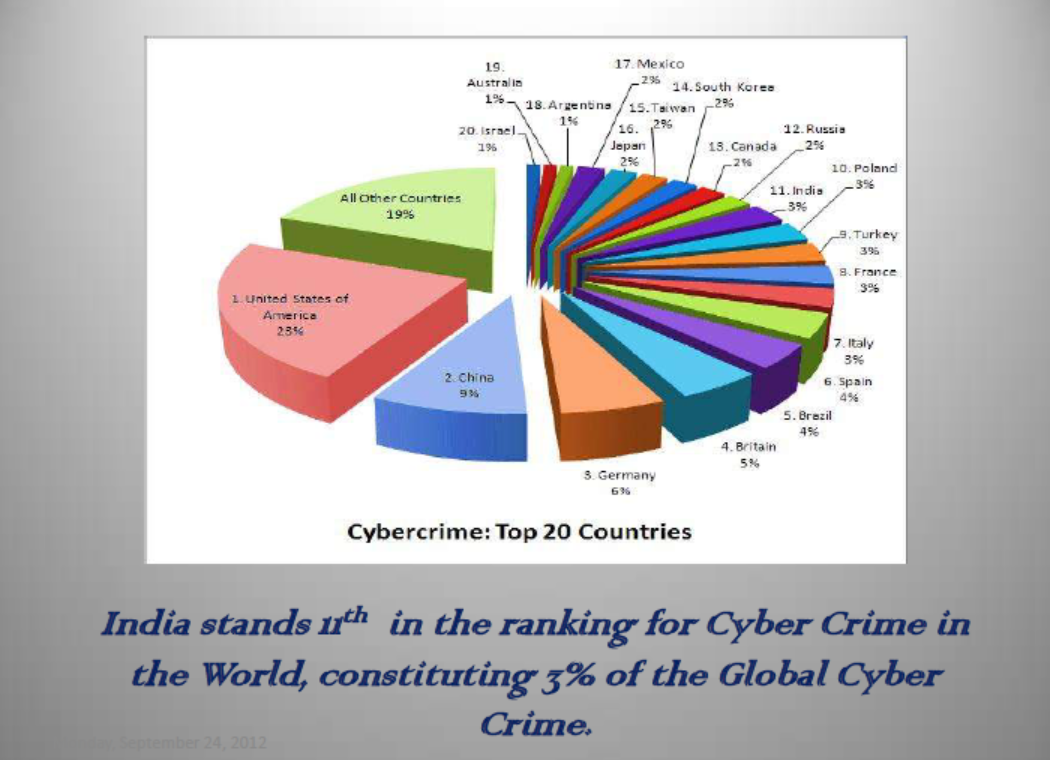 19.
Australia
1%
17. Mexico
2%
14. South Korea
2%
18. Argentina
1%
15. Taiwan
2%
20. Israel
1%
16.
Japan
2%
12. Russia
2%
13. Canada
2%
10. Poland
3%
11. India
3%
All Other Countries
19%
9. Turkey
3%
8. France
3%
1. United States of
America
23%
7. Italy
3%
2. China
9%
6. Spain
4%
5. Brazil
4%
4. Britain
5%
3. Germany
6%
Cybercrime: Top 20 Countries
India stands 11th in the ranking for Cyber Crime in
the World, constituting 3% of the Global Cyber
Crime.
September 24, 2012